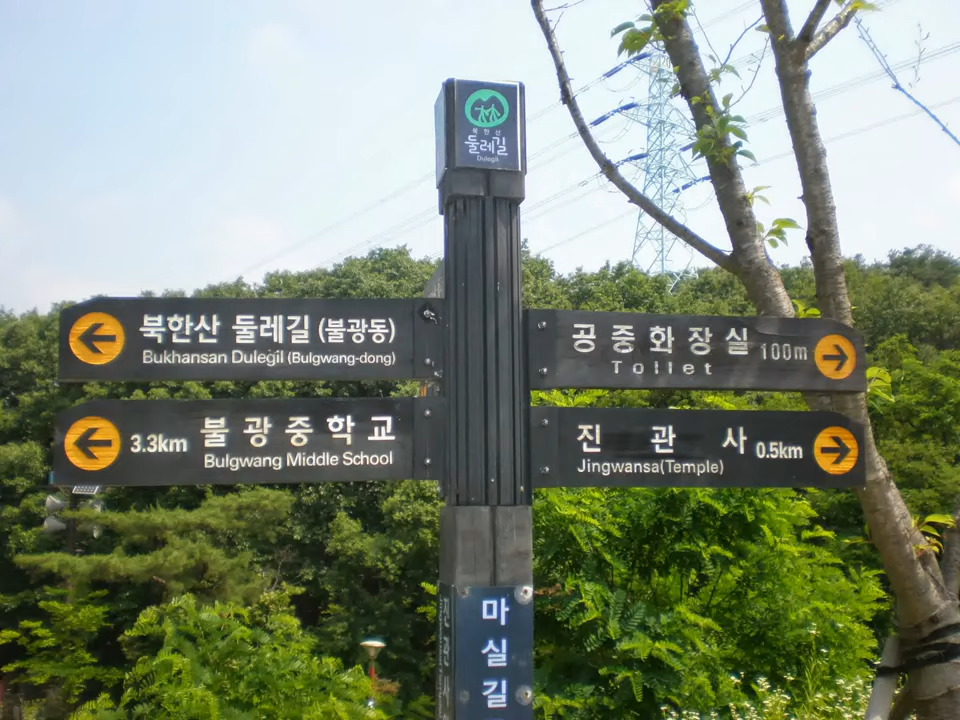 북한산
둘레길
Dulegil
북한산 둘레길 (불광동)
Bukhansan Dulegil (Bulgwang-dong)
공중화장실 100m
Toilet
3.3km 불광중학교
Bulgwang Middle School
진관사 0.5km
Jingwansa(Temple)
마실길